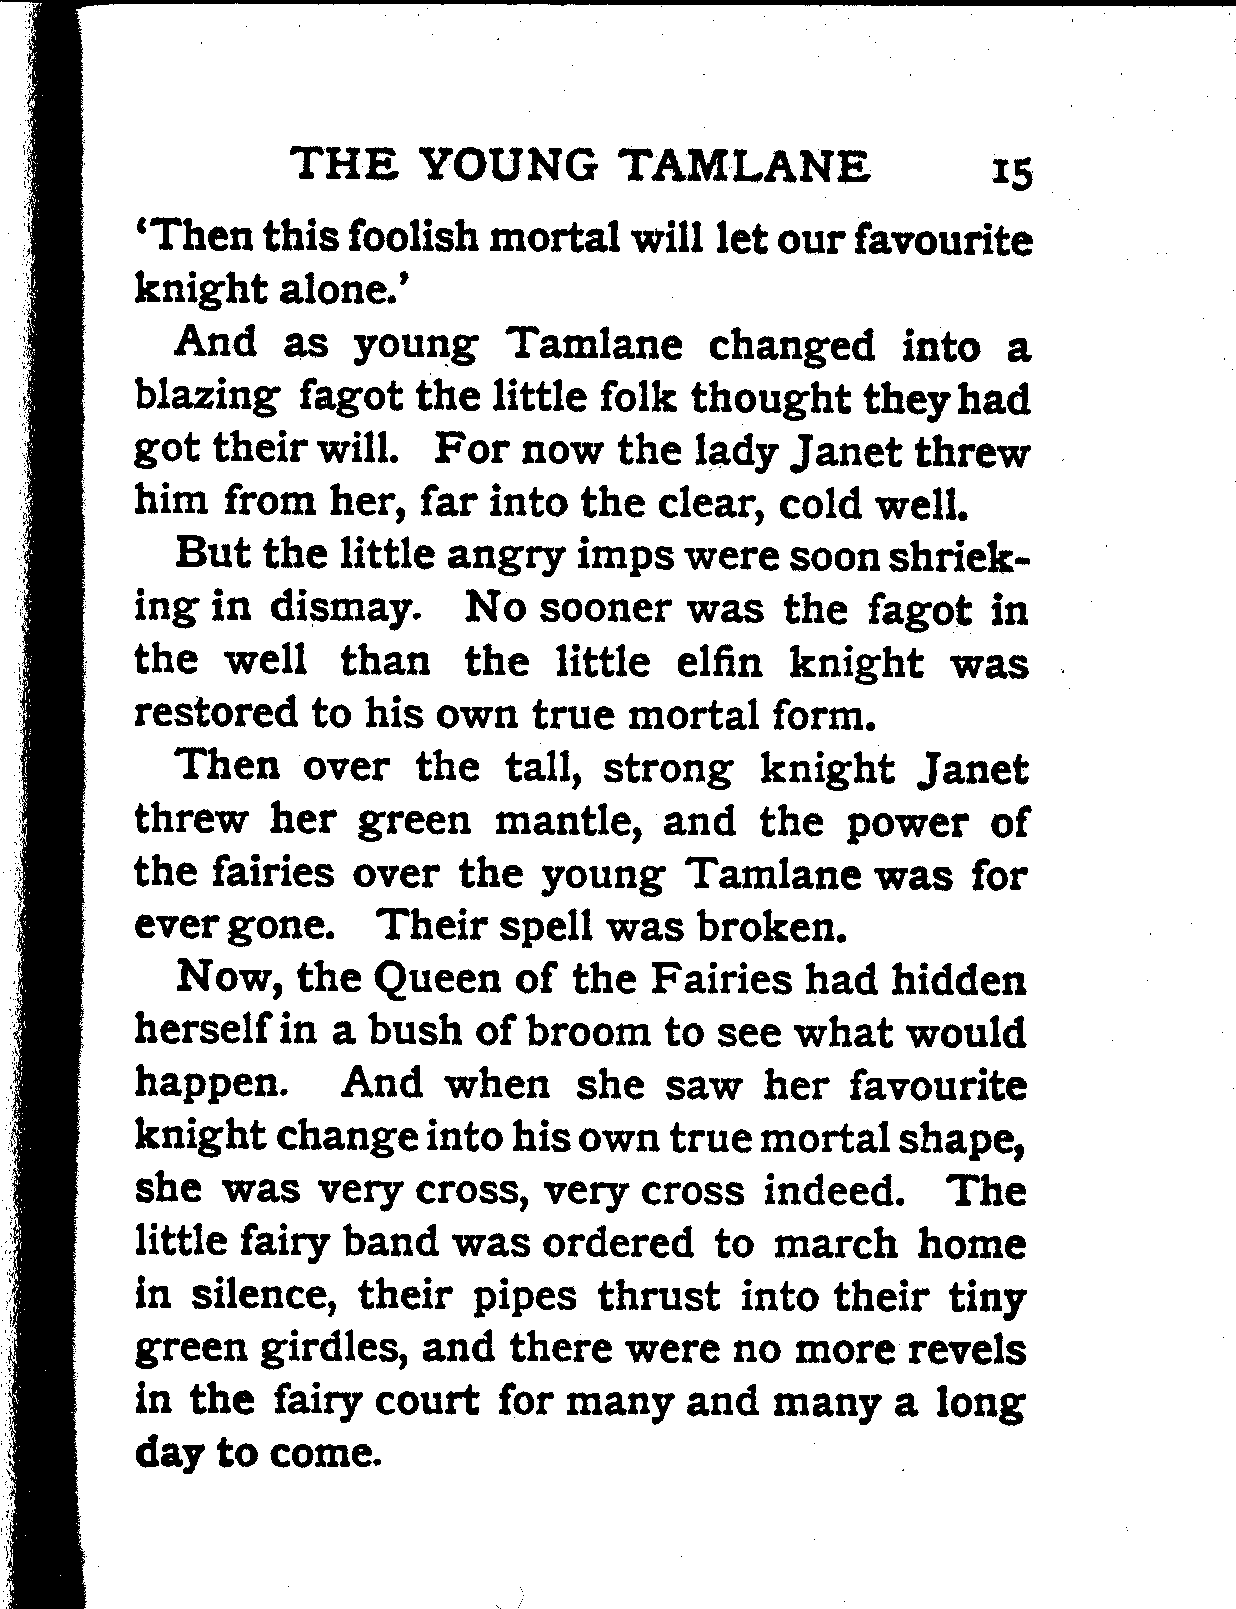 THE YOUNG TAMLANE 15
‘Then this foolish mortal will let our favourite
knight alone.’
And as young Tamlane changed into a
blazing fagot the little folk thought they had
got their will. For now the lady Janet threw
him from her, far into the clear, cold well.
But the little angry imps were soon shriek-
ing in dismay. No sooner was the fagot in
the well than the little elfin knight was
restored to his own true mortal form.
Then over the tall, strong knight Janet
threw her green mantle, and the power of
the fairies over the young Tamlane was for
ever gone. Their spell was broken.
Now, the Queen of the Fairies had hidden
herself in a bush of broom to see what would
happen. And when she saw her favourite
knight change into his own true mortal shape,
she was very cross, very cross indeed. The
little fairy band was ordered to march home
in silence, their pipes thrust into their tiny
green girdles, and there were no more revels
in the fairy court for many and many a long
day to come.